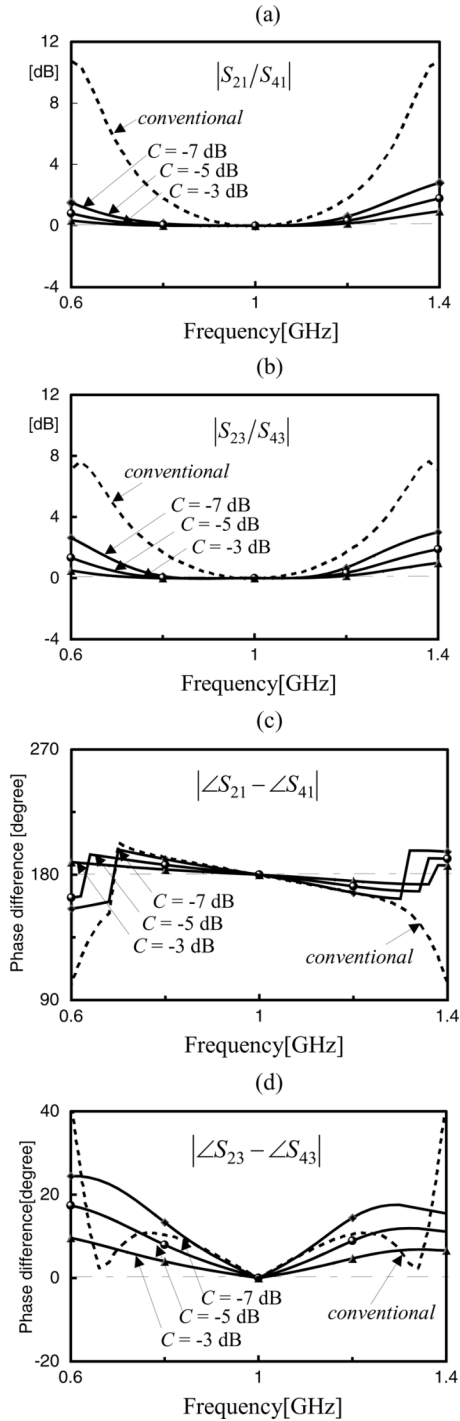 (a)
12
[dB]
|S21/S41|
8
conventional
C = -7 dB
4
C = -5 dB
C = -3 dB
0
-4
0.6
1
1.4
Frequency[GHz]
(b)
12
[dB]
|S23/S43|
8
conventional
C = -7 dB
4
C = -5 dB
C = -3 dB
0
-4
0.6
1
1.4
Frequency[GHz]
(c)
270
|∠S21 − ∠S41|
Phase difference [degree]
180
C = -7 dB
C = -5 dB
C = -3 dB
conventional
90
0.6
1
1.4
Frequency[GHz]
(d)
40
|∠S23 − ∠S43|
Phase difference[degree]
20
0
C = -7 dB
C = -5 dB
conventional
C = -3 dB
-20
0.6
1
1.4
Frequency[GHz]